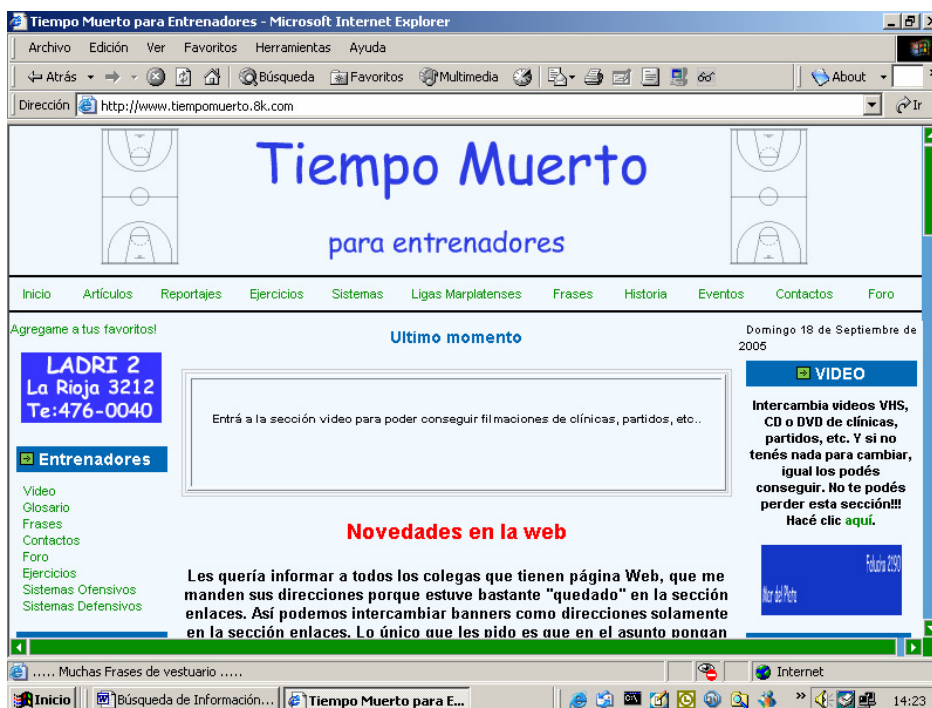 Tiempo Muerto para Entrenadores - Microsoft Internet Explorer
Archivo Edición Ver Favoritos Herramientas Ayuda
Atrás Búsqueda Favoritos Multimedia About »
Dirección http://www.tiempomuerto.8k.com Ir
Tiempo Muerto
para entrenadores
Inicio Artículos Reportajes Ejercicios Sistemas Ligas Marplatenses Frases Historia Eventos Contactos Foro
Agregame a tus favoritos!
LADRI 2
La Rioja 3212
Te:476-0040
Entrenadores
Video
Glosario
Frases
Contactos
Foro
Ejercicios
Sistemas Ofensivos
Sistemas Defensivos
Ultimo momento
Entrá a la sección video para poder conseguir filmaciones de clínicas, partidos, etc..
Novedades en la web
Les quería informar a todos los colegas que tienen página Web, que me
manden sus direcciones porque estuve bastante "quedado" en la sección
enlaces. Así podemos intercambiar banners como direcciones solamente
en la sección enlaces. Lo único que les pido es que en el asunto pongan
Domingo 18 de Septiembre de
2005
VIDEO
Intercambia videos VHS,
CD o DVD de clínicas,
partidos, etc. Y si no
tenés nada para cambiar,
igual los podés
conseguir. No te podés
perder esta sección!!!
Hacé clic aquí.
2190
Mar del Plata
..... Muchas Frases de vestuario .....
Internet
Inicio Búsqueda de Información... Tiempo Muerto para E... » 14:23